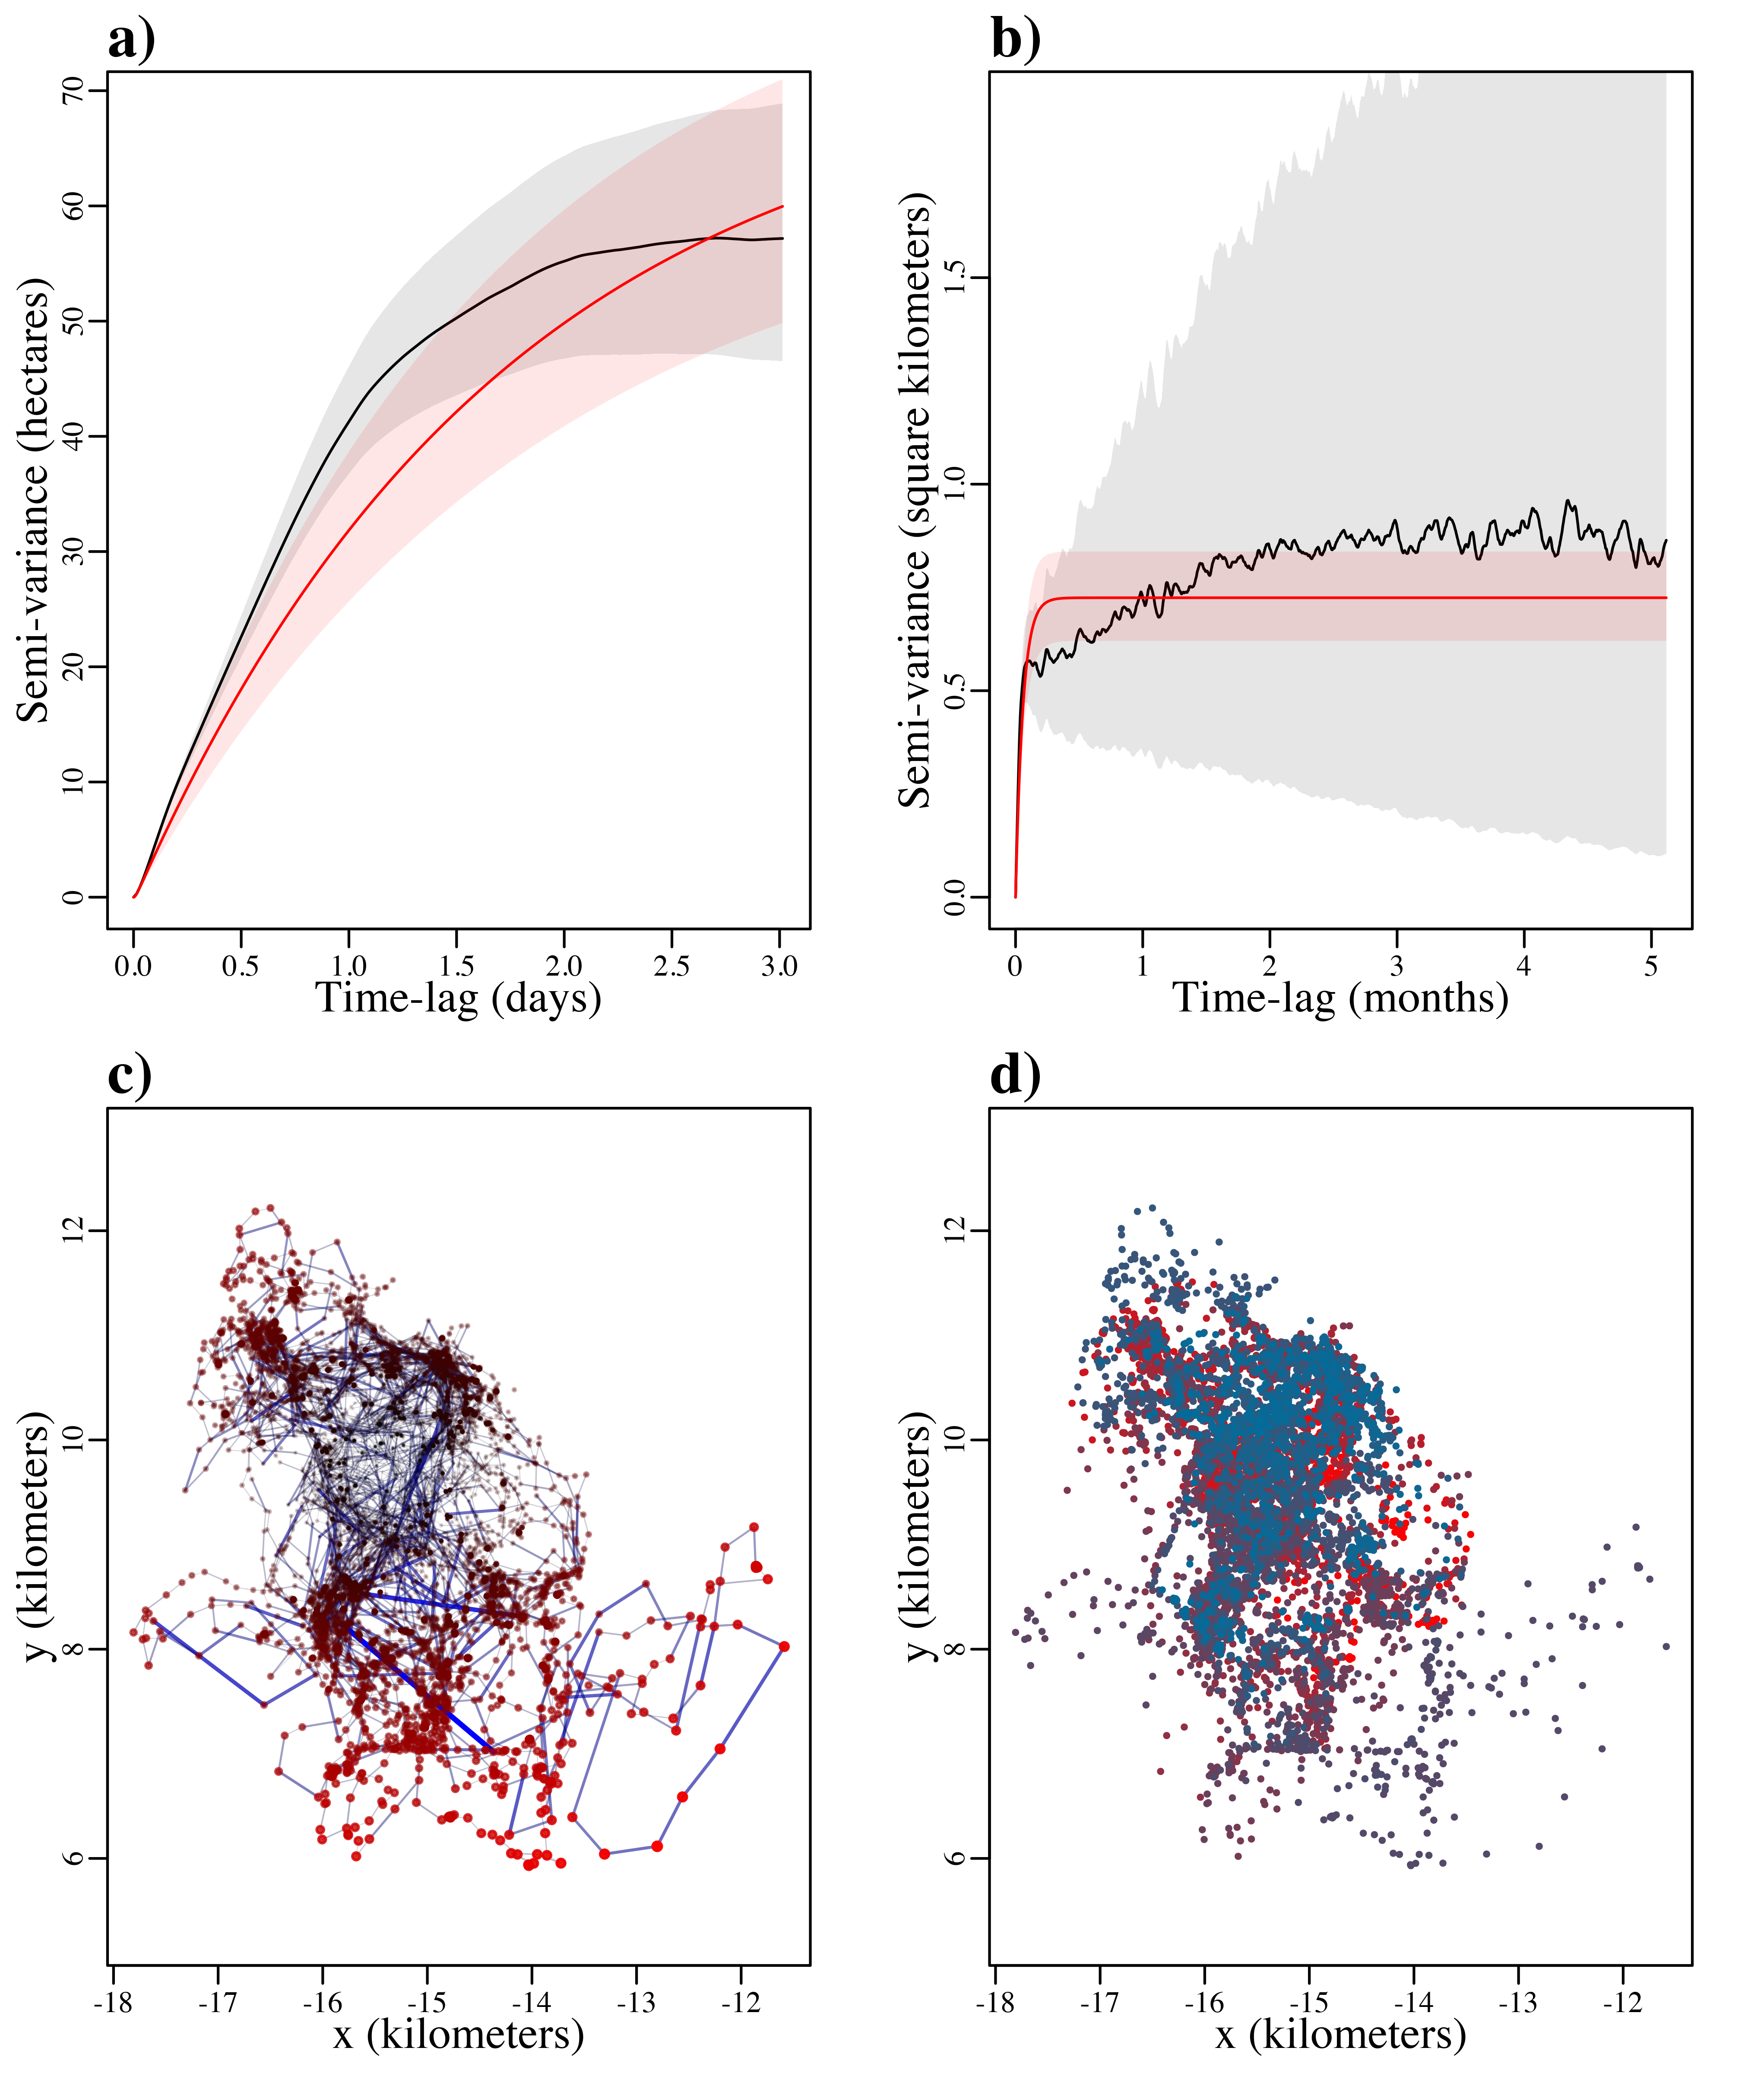 a)
Semi-variance (hectares)
70
60
50
40
30
20
10
0
0.0 0.5 1.0 1.5 2.0 2.5 3.0
Time-lag (days)
b)
Semi-variance (square kilometers)
1.5
1.0
0.5
0.0
0 1 2 3 4 5
Time-lag (months)
c)
y (kilometers)
12
10
8
6
-18 -17 -16 -15 -14 -13 -12
x (kilometers)
d)
y (kilometers)
12
10
8
6
-18 -17 -16 -15 -14 -13 -12
x (kilometers)